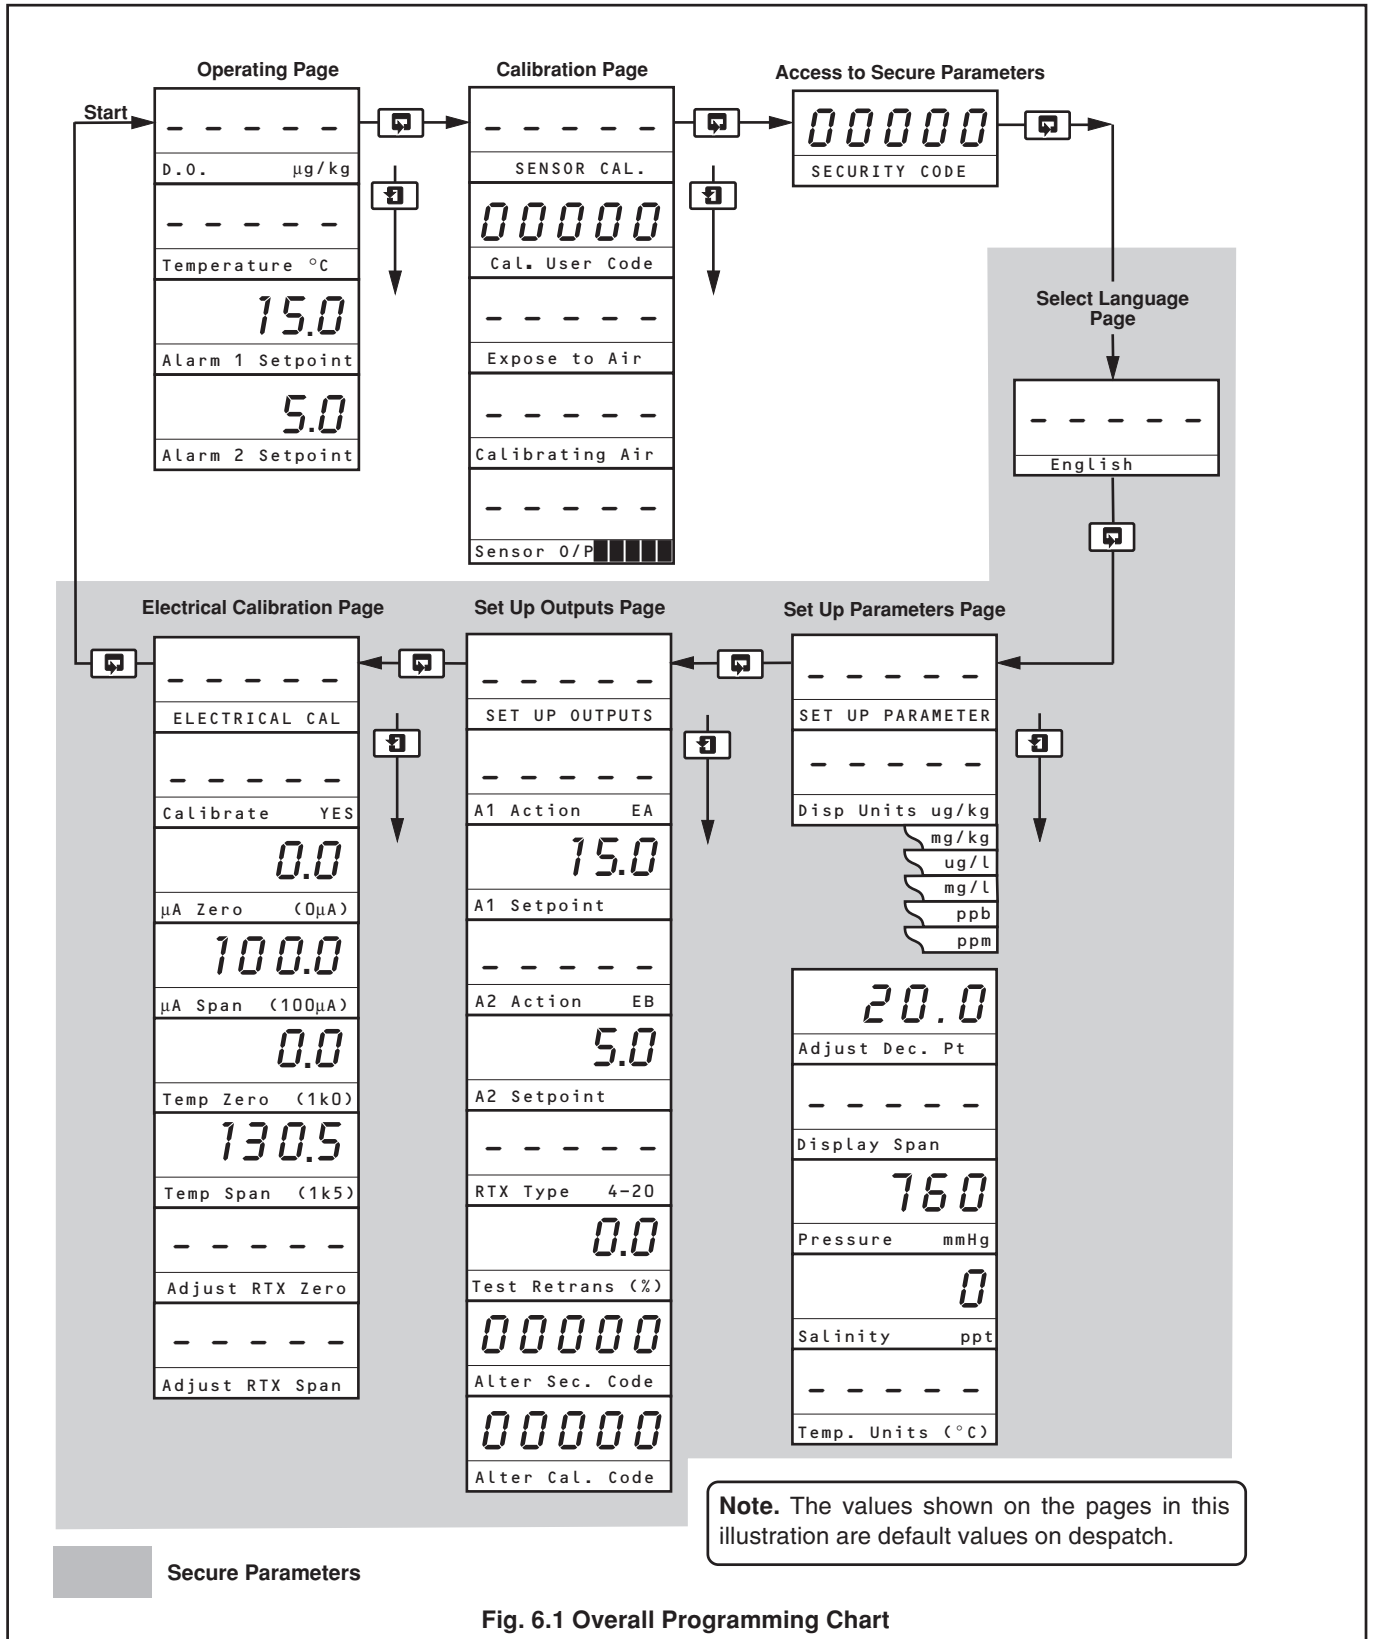 Operating Page
Start
– – – – –
D.O. µg/kg
– – – – –
Temperature °C
15.0
Alarm 1 Setpoint
5.0
Alarm 2 Setpoint
Calibration Page
– – – – –
SENSOR CAL.
00000
Cal. User Code
– – – – –
Expose to Air
– – – – –
Calibrating Air
– – – – –
Sensor O/P
Access to Secure Parameters
00000
SECURITY CODE
Select Language
Page
– – – – –
English
Set Up Parameters Page
– – – – –
SET UP PARAMETER
– – – – –
Disp Units ug/kg
mg/kg
ug/l
mg/l
ppb
ppm
20.0
Adjust Dec. Pt
– – – – –
Display Span
760
Pressure mmHg
0
Salinity ppt
– – – – –
Temp. Units (°C)
Set Up Outputs Page
– – – – –
SET UP OUTPUTS
– – – – –
A1 Action EA
15.0
A1 Setpoint
– – – – –
A2 Action EB
5.0
A2 Setpoint
– – – – –
RTX Type 4–20
0.0
Test Retrans (%)
00000
Alter Sec. Code
00000
Alter Cal. Code
Electrical Calibration Page
– – – – –
ELECTRICAL CAL
– – – – –
Calibrate YES
0.0
µA Zero (0µA)
100.0
µA Span (100µA)
0.0
Temp Zero (1k0)
130.5
Temp Span (1k5)
– – – – –
Adjust RTX Zero
– – – – –
Adjust RTX Span
Note. The values shown on the pages in this
illustration are default values on despatch.
Secure Parameters
Fig. 6.1 Overall Programming Chart